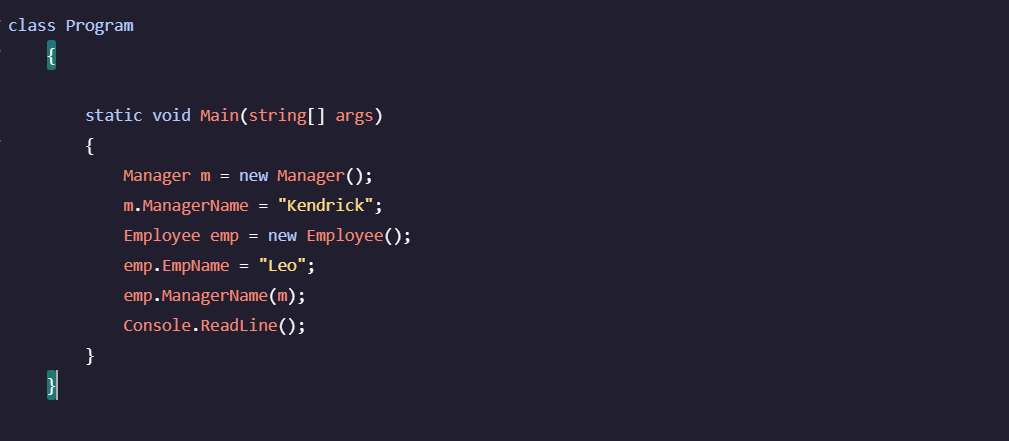 class Program
{
static void Main(string[] args)
{
Manager m = new Manager();
m.ManagerName = "Kendrick";
Employee emp = new Employee();
emp.EmpName = "Leo";
emp.ManagerName(m);
Console.ReadLine();
}
}